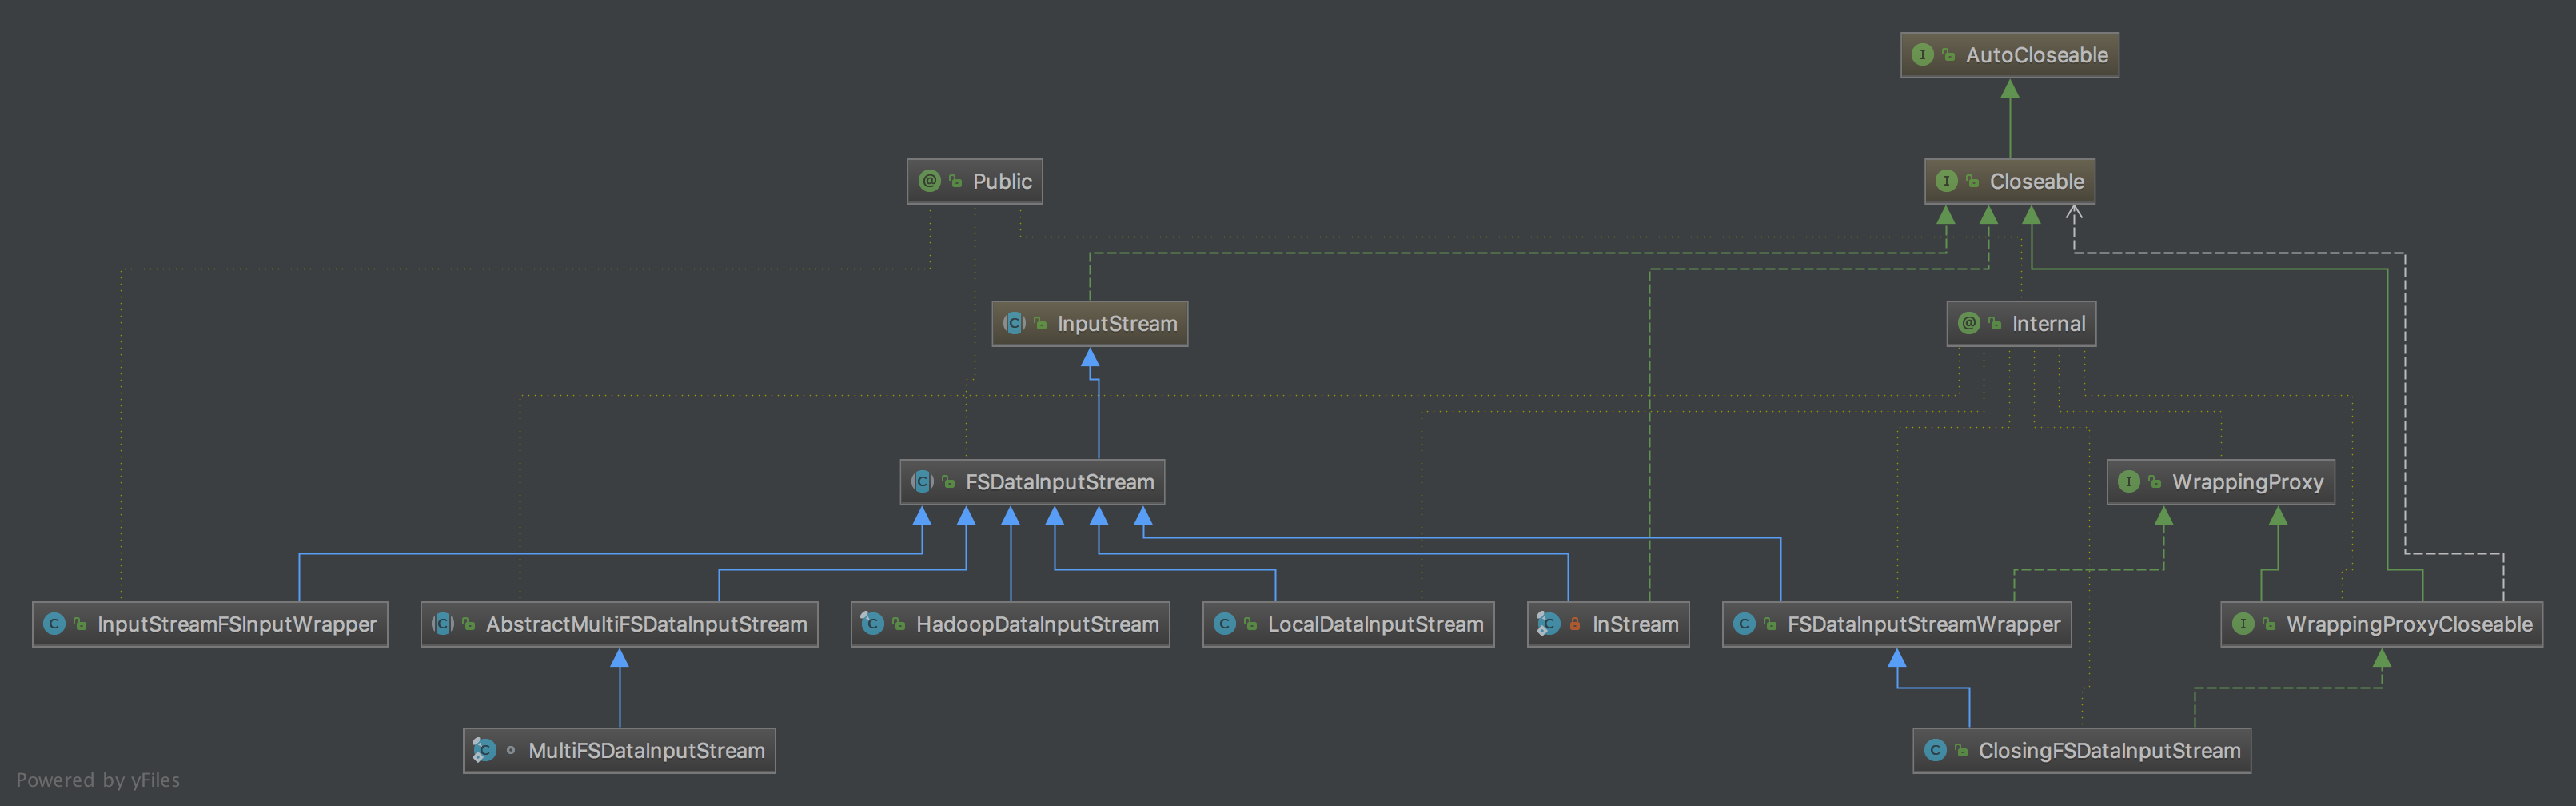 AutoCloseable
Public
Closeable
InputStream
Internal
FSDataInputStream
WrappingProxy
InputStreamFSInputWrapper
AbstractMultiFSDataInputStream
HadoopDataInputStream
LocalDataInputStream
InStream
FSDataInputStreamWrapper
WrappingProxyCloseable
MultiFSDataInputStream
ClosingFSDataInputStream
Powered by yFiles